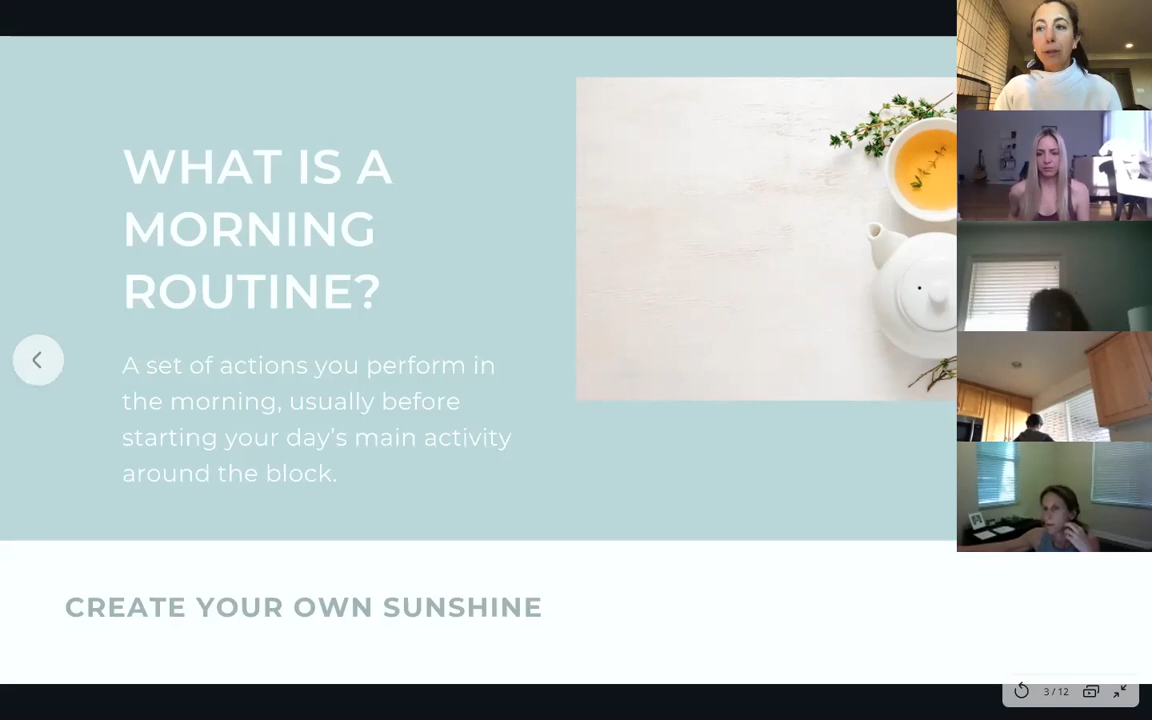 WHAT IS A
MORNING
ROUTINE?
A set of actions you perform in
the morning, usually before
starting your day’s main activity
around the block.
CREATE YOUR OWN SUNSHINE
3 / 12